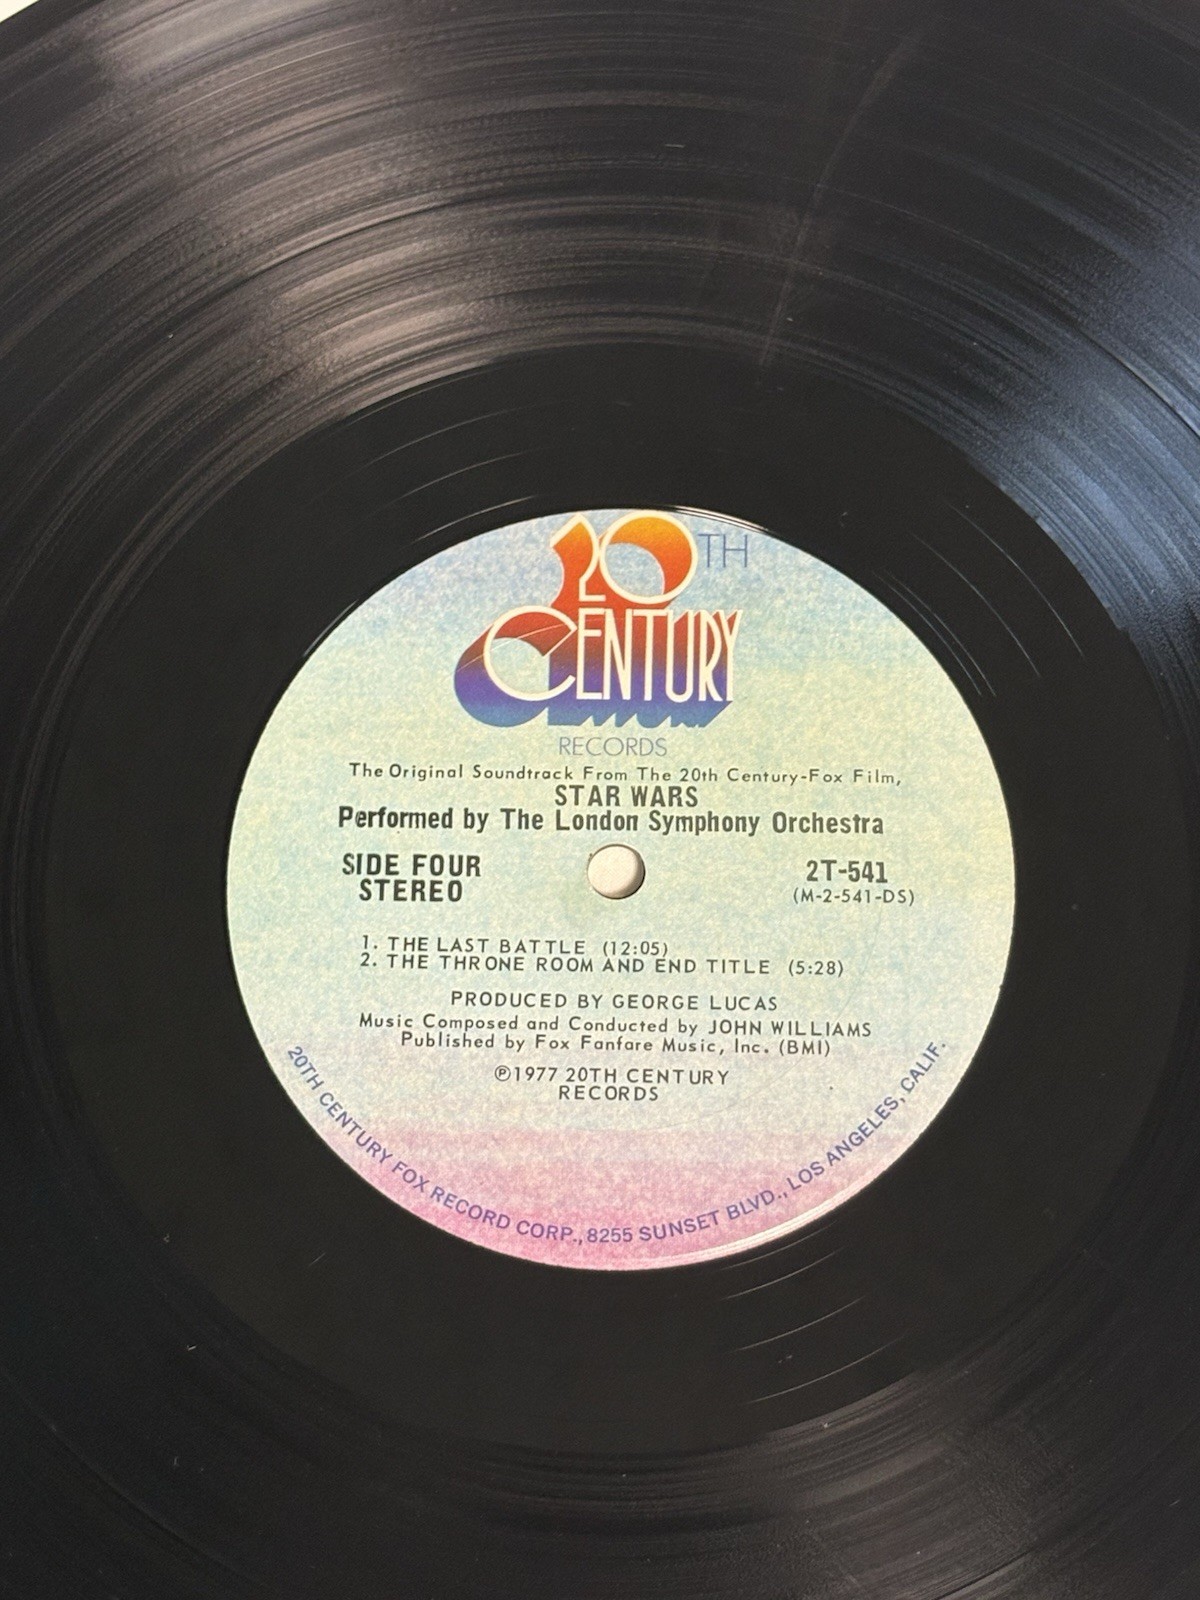 20TH
CENTURY
RECORDS
The Original Soundtrack From The 20th Century-Fox Film,
STAR WARS
Performed by The London Symphony Orchestra
SIDE FOUR
STEREO
2T-541
(M-2-541-DS)
1. THE LAST BATTLE (12:05)
2. THE THRONE ROOM AND END TITLE (5:28)
PRODUCED BY GEORGE LUCAS
Music Composed and Conducted by JOHN WILLIAMS
Published by Fox Fanfare Music, Inc. (BMI)
℗1977 20TH CENTURY
RECORDS
20TH CENTURY FOX RECORD CORP., 8255 SUNSET BLVD., LOS ANGELES, CALIF.